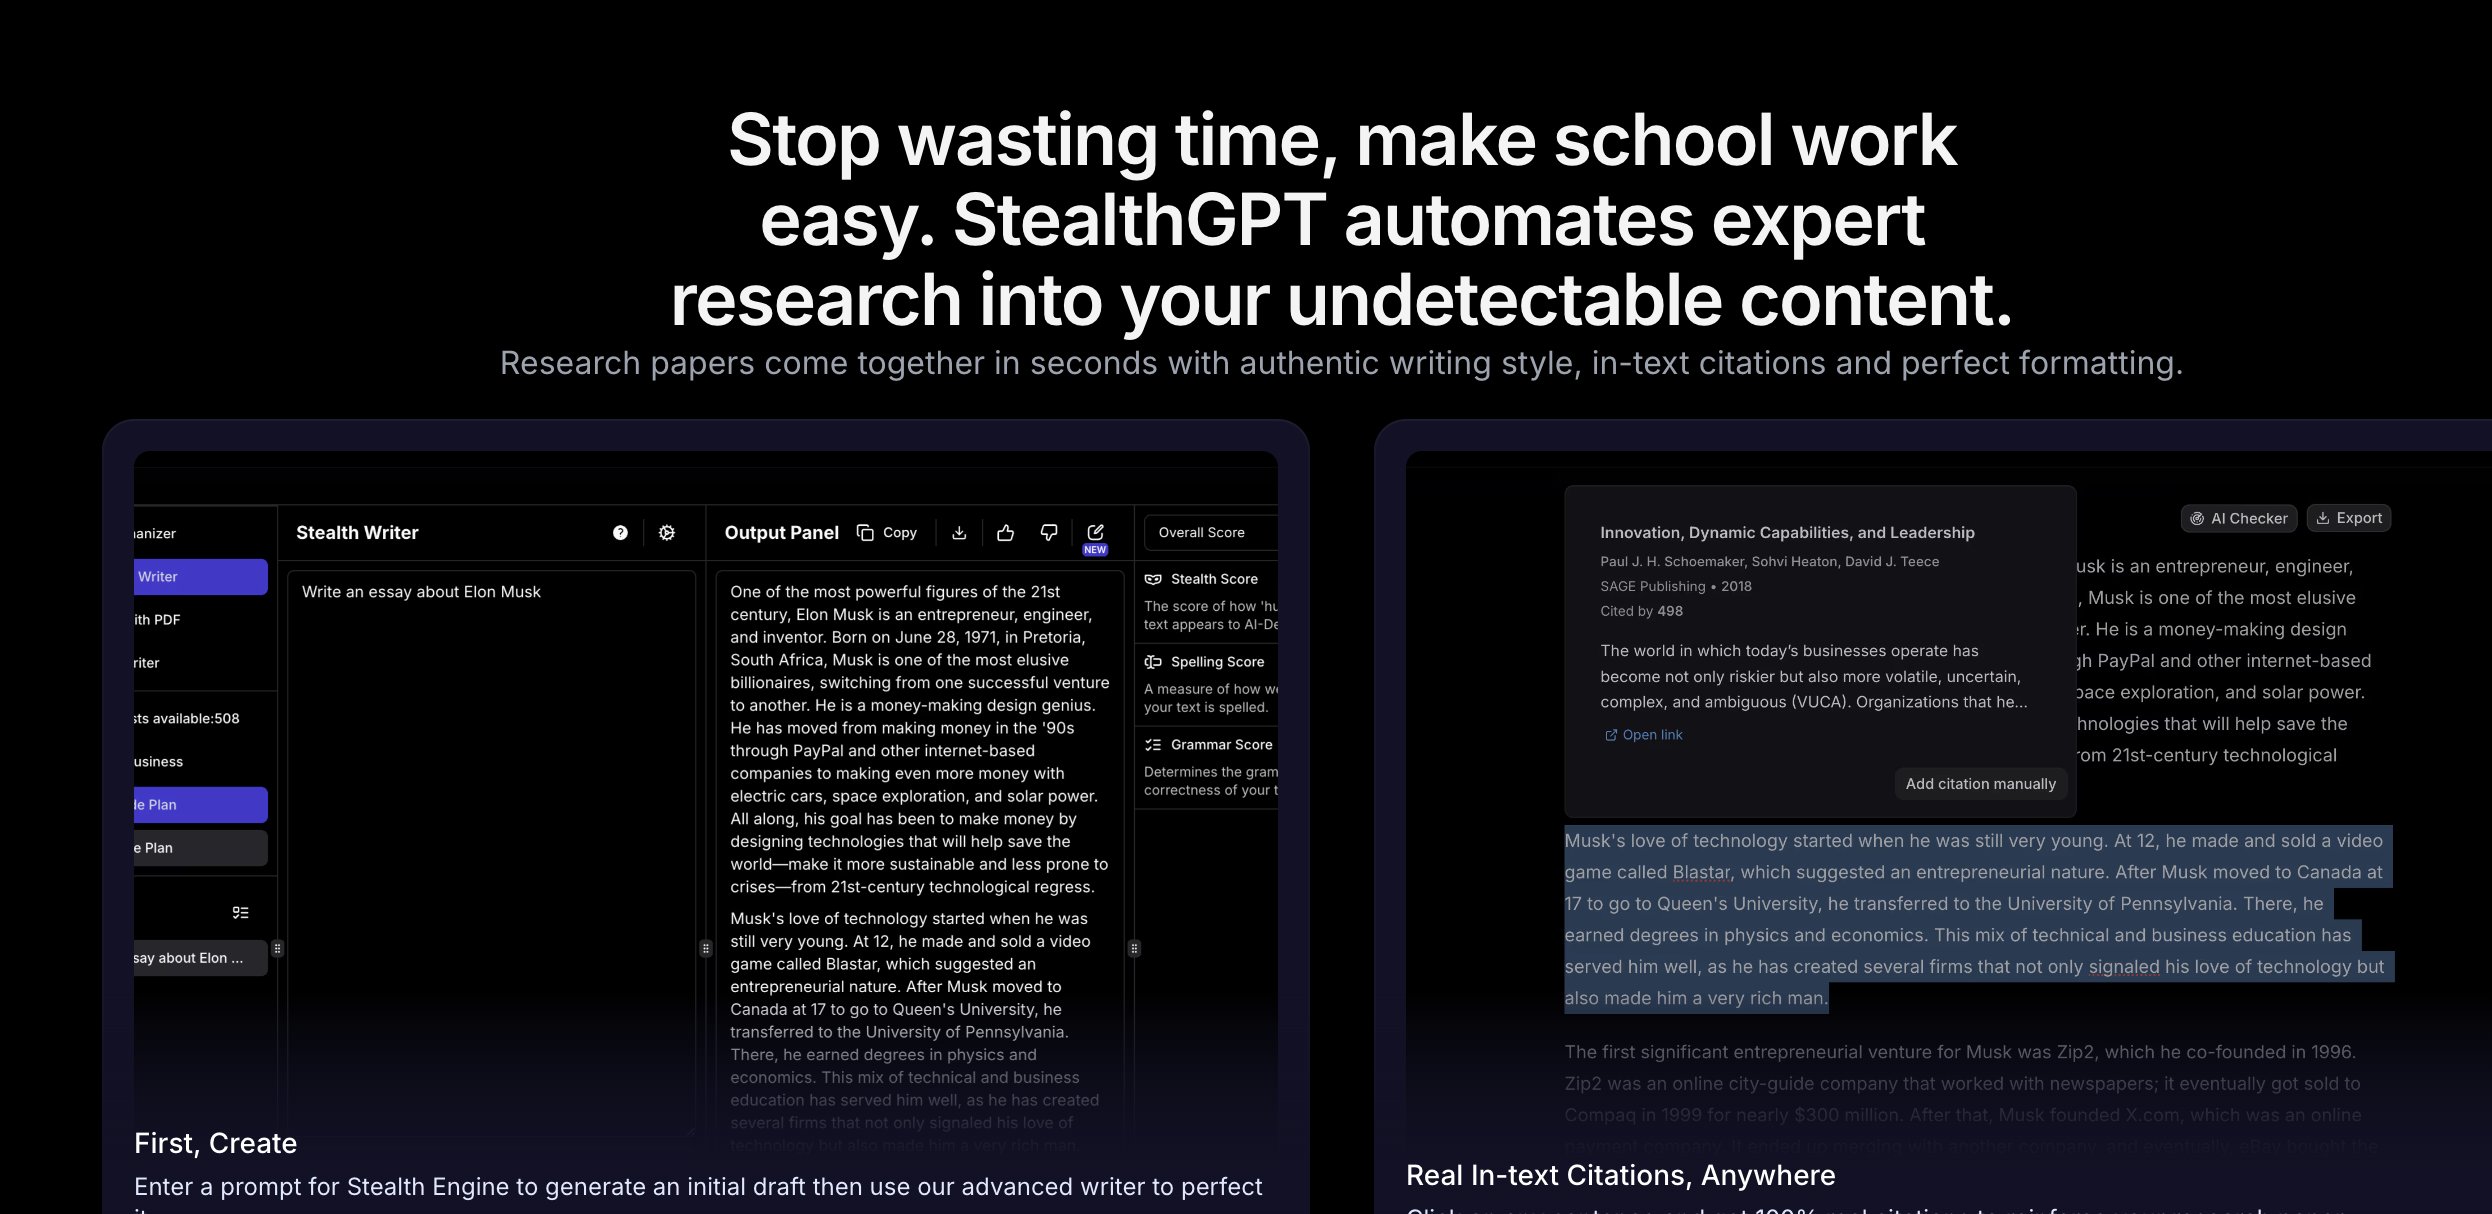 Stop wasting time, make school work
easy. StealthGPT automates expert
research into your undetectable content.
Research papers come together in seconds with authentic writing style, in-text citations and perfect formatting.
anizer
Writer
ith PDF
riter
sts available:508
usiness
de Plan
e Plan
say about Elon ...
Stealth Writer
Write an essay about Elon Musk
Output Panel
Copy
NEW
One of the most powerful figures of the 21st
century, Elon Musk is an entrepreneur, engineer,
and inventor. Born on June 28, 1971, in Pretoria,
South Africa, Musk is one of the most elusive
billionaires, switching from one successful venture
to another. He is a money-making design genius.
He has moved from making money in the '90s
through PayPal and other internet-based
companies to making even more money with
electric cars, space exploration, and solar power.
All along, his goal has been to make money by
designing technologies that will help save the
world—make it more sustainable and less prone to
crises—from 21st-century technological regress.
Musk's love of technology started when he was
still very young. At 12, he made and sold a video
game called Blastar, which suggested an
entrepreneurial nature. After Musk moved to
Canada at 17 to go to Queen's University, he
transferred to the University of Pennsylvania.
There, he earned degrees in physics and
economics. This mix of technical and business
education has served him well, as he has created
several firms that not only signaled his love of
technology but also made him a very rich man
Overall Score
Stealth Score
The score of how 'hu
text appears to AI-De
Spelling Score
A measure of how we
your text is spelled.
Grammar Score
Determines the gram
correctness of your t
First, Create
Enter a prompt for Stealth Engine to generate an initial draft then use our advanced writer to perfect
Innovation, Dynamic Capabilities, and Leadership
Paul J. H. Schoemaker, Sohvi Heaton, David J. Teece
SAGE Publishing • 2018
Cited by 498
The world in which today's businesses operate has
become not only riskier but also more volatile, uncertain,
complex, and ambiguous (VUCA). Organizations that he...
Open link
Add citation manually
AI Checker
Export
usk is an entrepreneur, engineer,
, Musk is one of the most elusive
er. He is a money-making design
gh PayPal and other internet-based
pace exploration, and solar power.
hnologies that will help save the
rom 21st-century technological
Musk's love of technology started when he was still very young. At 12, he made and sold a video
game called Blastar, which suggested an entrepreneurial nature. After Musk moved to Canada at
17 to go to Queen's University, he transferred to the University of Pennsylvania. There, he
earned degrees in physics and economics. This mix of technical and business education has
served him well, as he has created several firms that not only signaled his love of technology but
also made him a very rich man.
The first significant entrepreneurial venture for Musk was Zip2, which he co-founded in 1996.
Zip2 was an online city-guide company that worked with newspapers; it eventually got sold to
Compaq in 1999 for nearly $300 million. After that, Musk founded X.com, which was an online
payment company. It ended up merging with another company, and eventually, eBay bought the
Real In-text Citations, Anywhere